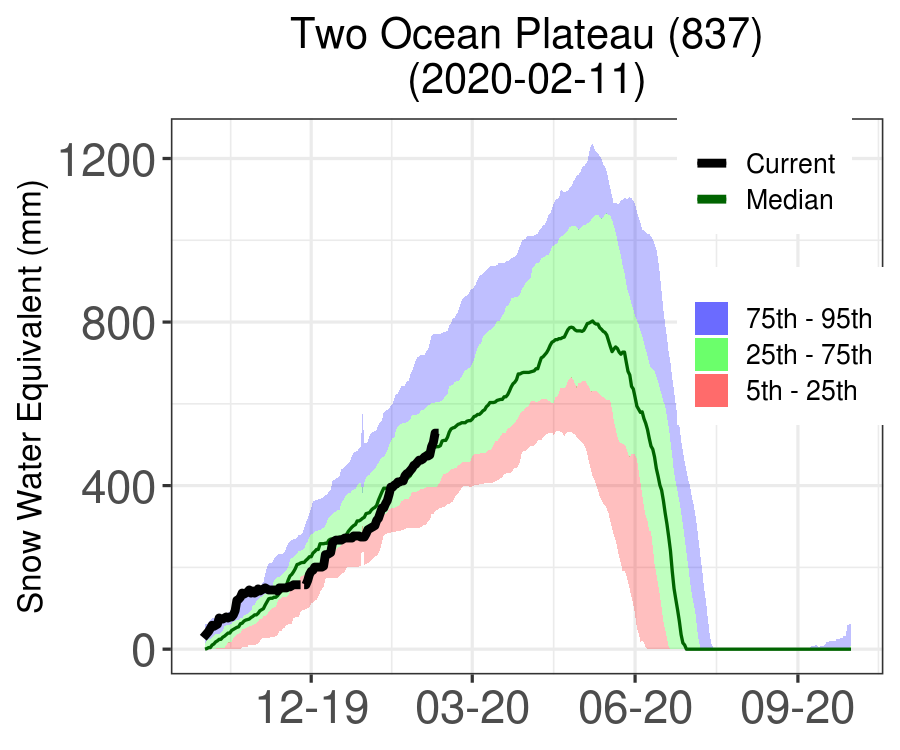 Two Ocean Plateau (837)
(2020-02-11)
Snow Water Equivalent (mm)
1200
800
400
0
Current
Median
75th - 95th
25th - 75th
5th - 25th
12-19 03-20 06-20 09-20